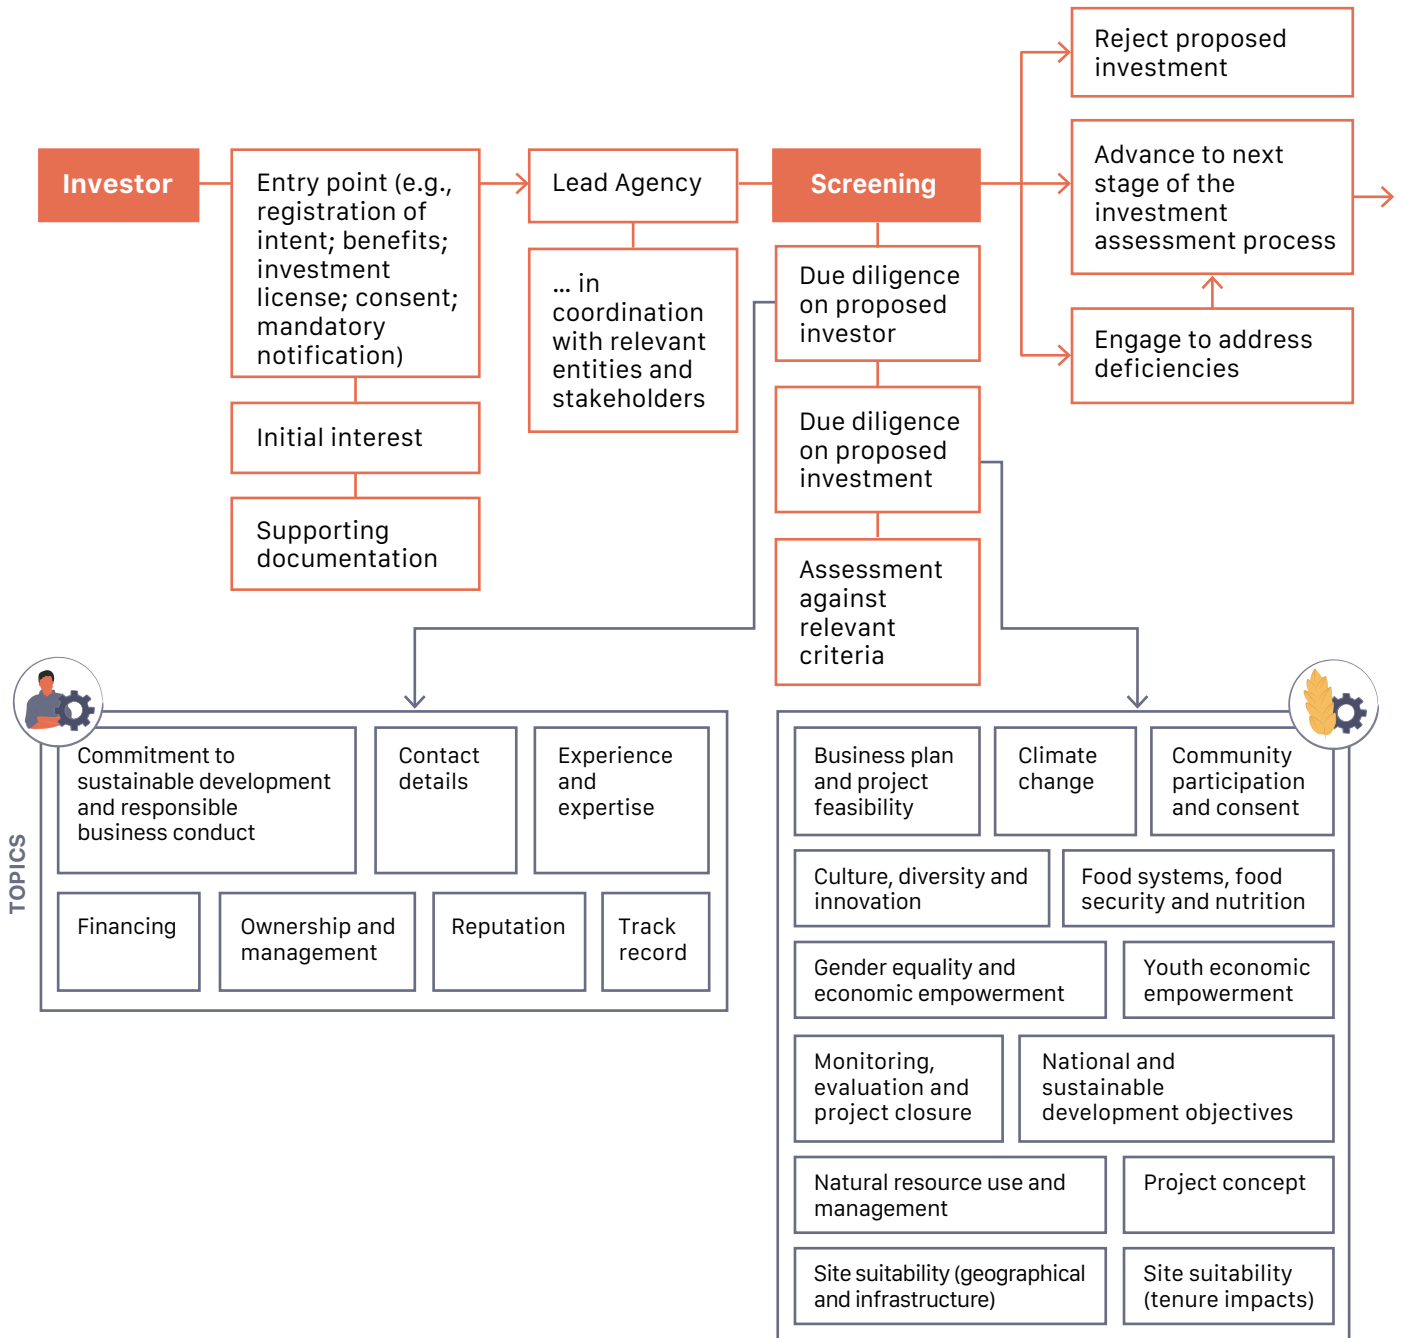 Investor
Entry point (e.g.,
registration of
intent; benefits;
investment
license; consent;
mandatory
notification)
Initial interest
Supporting
documentation
Lead Agency
... in
coordination
with relevant
entities and
stakeholders
Screening
Due diligence
on proposed
investor
Due diligence
on proposed
investment
Assessment
against
relevant
criteria
Reject proposed
investment
Advance to next
stage of the
investment
assessment process
Engage to address
deficiencies
TOPICS
Commitment to
sustainable development
and responsible
business conduct
Contact
details
Experience
and
expertise
Financing
Ownership and
management
Reputation
Track
record
Business plan
and project
feasibility
Climate
change
Community
participation
and consent
Culture, diversity and
innovation
Food systems, food
security and nutrition
Gender equality and
economic empowerment
Youth economic
empowerment
Monitoring,
evaluation and
project closure
National and
sustainable
development objectives
Natural resource use and
management
Project concept
Site suitability (geographical
and infrastructure)
Site suitability
(tenure impacts)